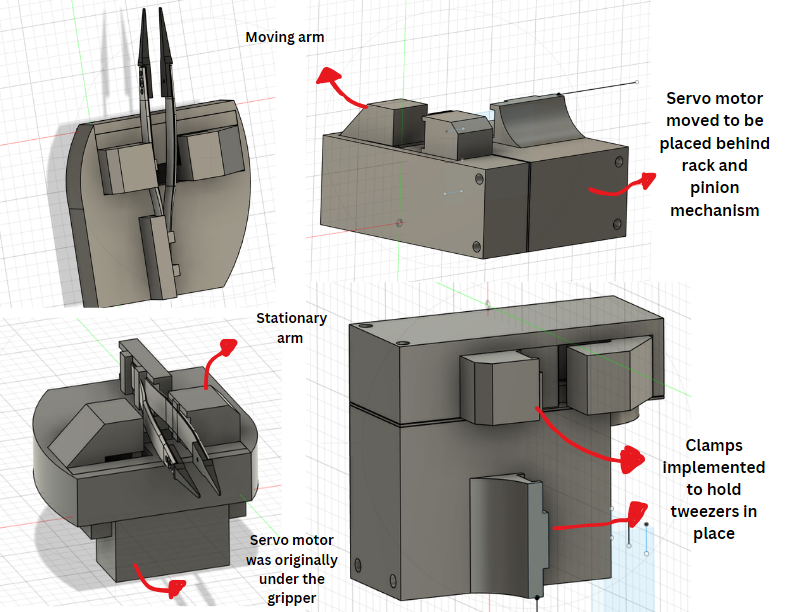 Moving arm
Servo motor
moved to be
placed behind
rack and
pinion
mechanism
Stationary
arm
Servo motor
was originally
under the
gripper
Clamps
Implemented
to hold
tweezers in
place